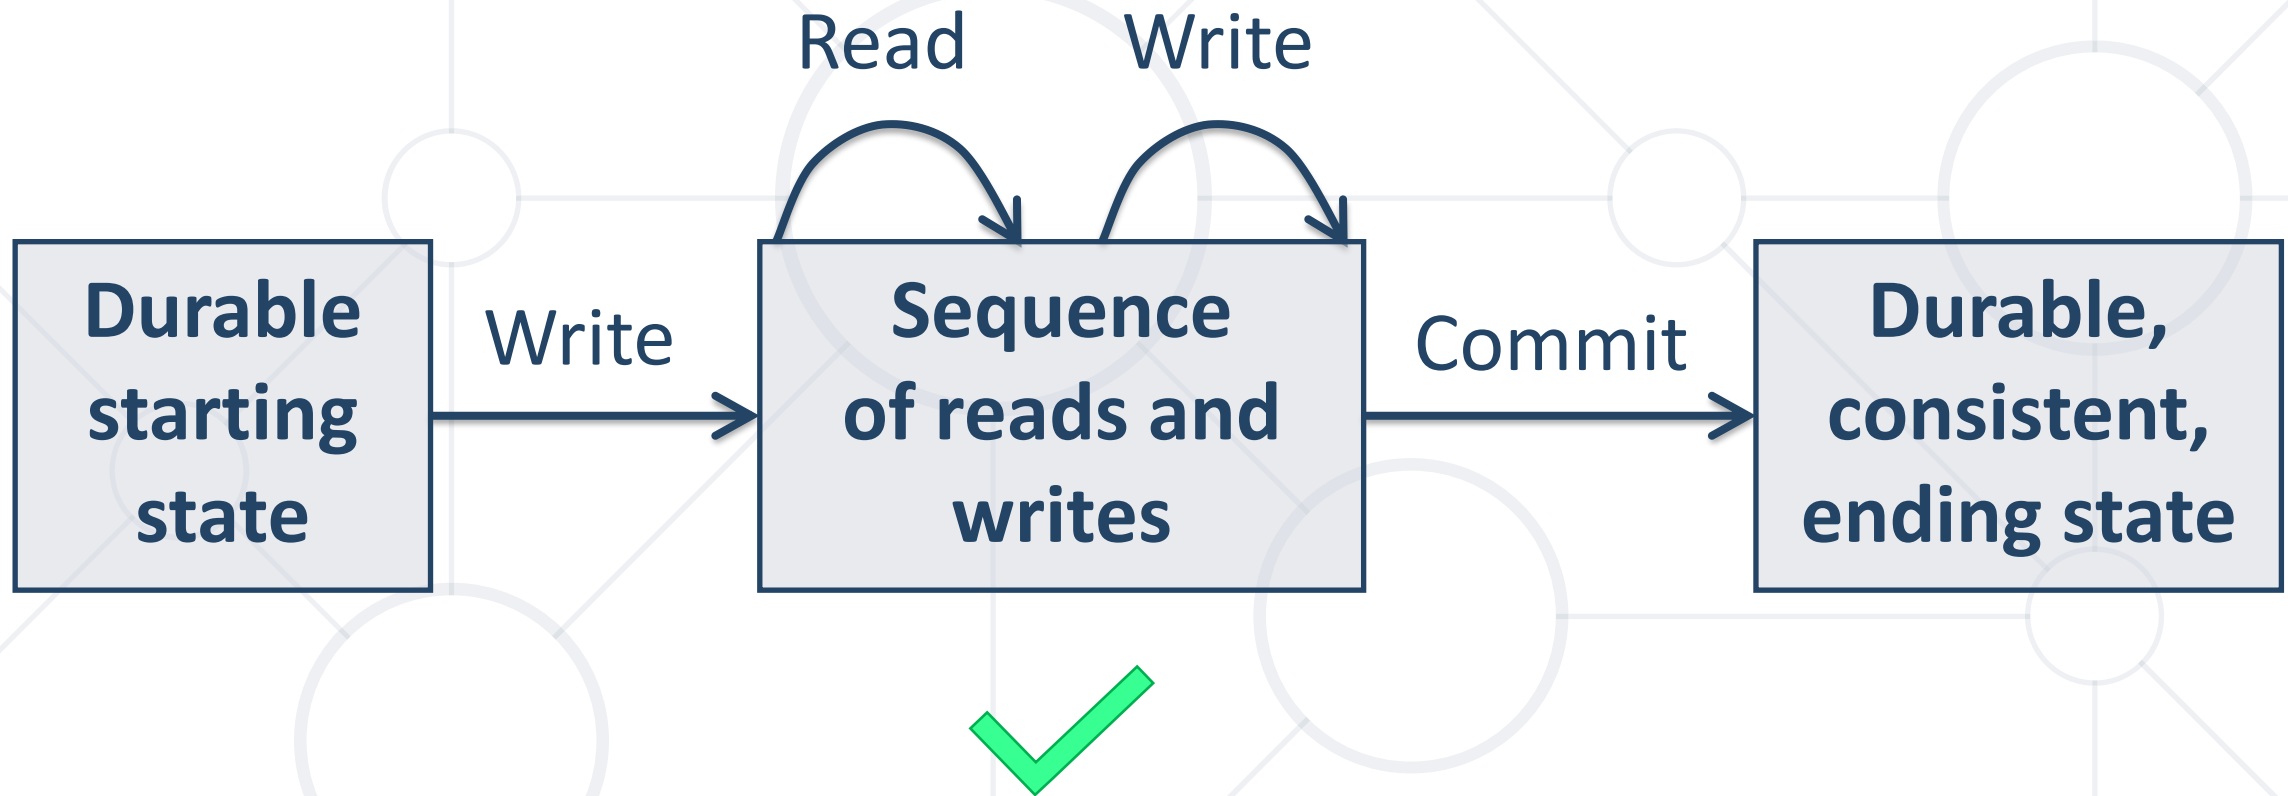 Read
Write
Durable
starting
state
Write
Sequence
of reads and
writes
Commit
Durable,
consistent,
ending state